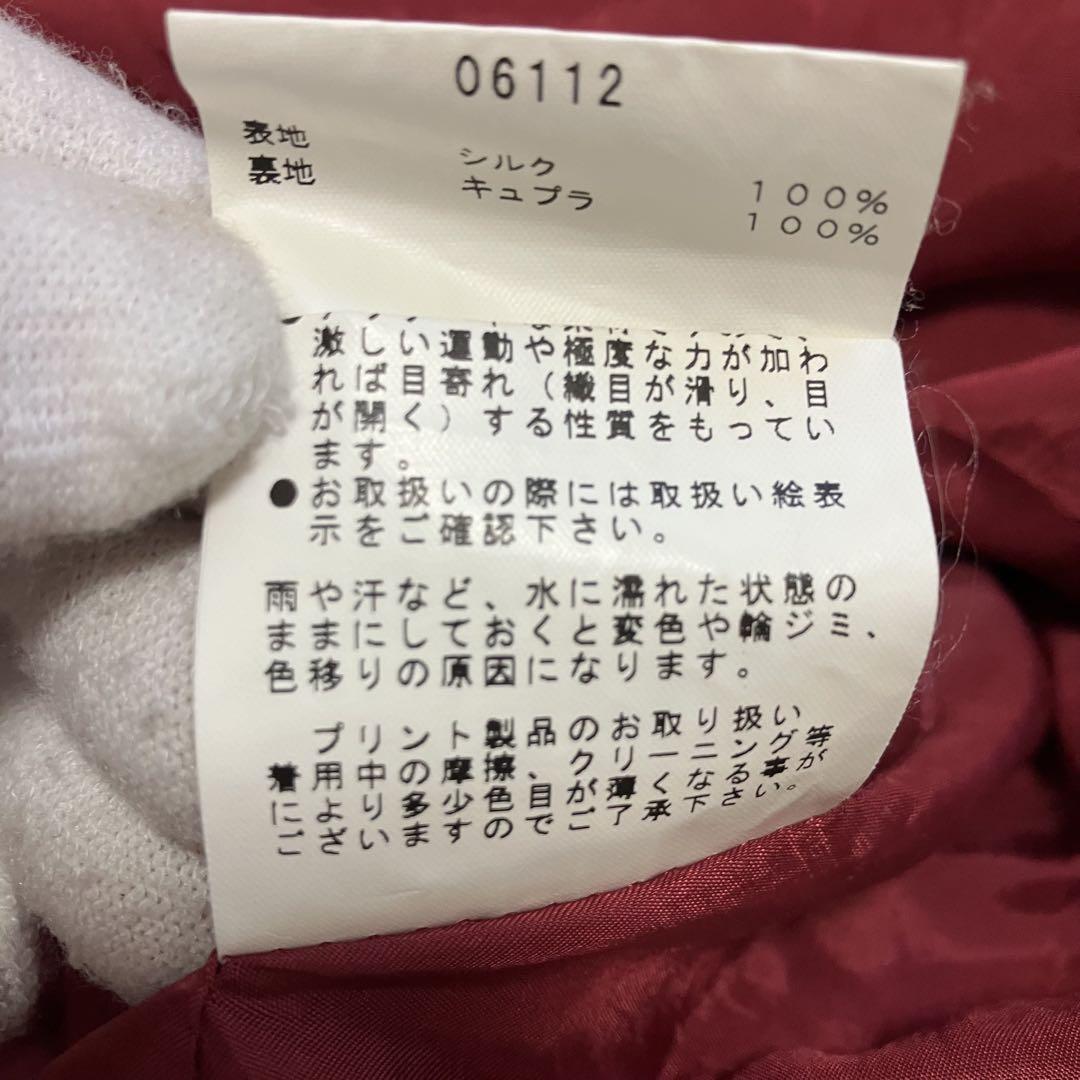 06112
表地 シルク 100%
裏地 キュプラ 100%
激しい運動や極度な力が加わ
れば目寄れ（織目が滑り、目
が開く）する性質をもってい
ます。
●お取扱いの際には取扱い絵表
示をご確認下さい。
雨や汗など、水に濡れた状態の
ままにしておくと変色や輪ジミ、
色移りの原因になります。
プリント製品のお取り扱い
着用中の摩擦、クリーニング等
により多少色目が薄くなる事が
ございますのでご了承下さい。